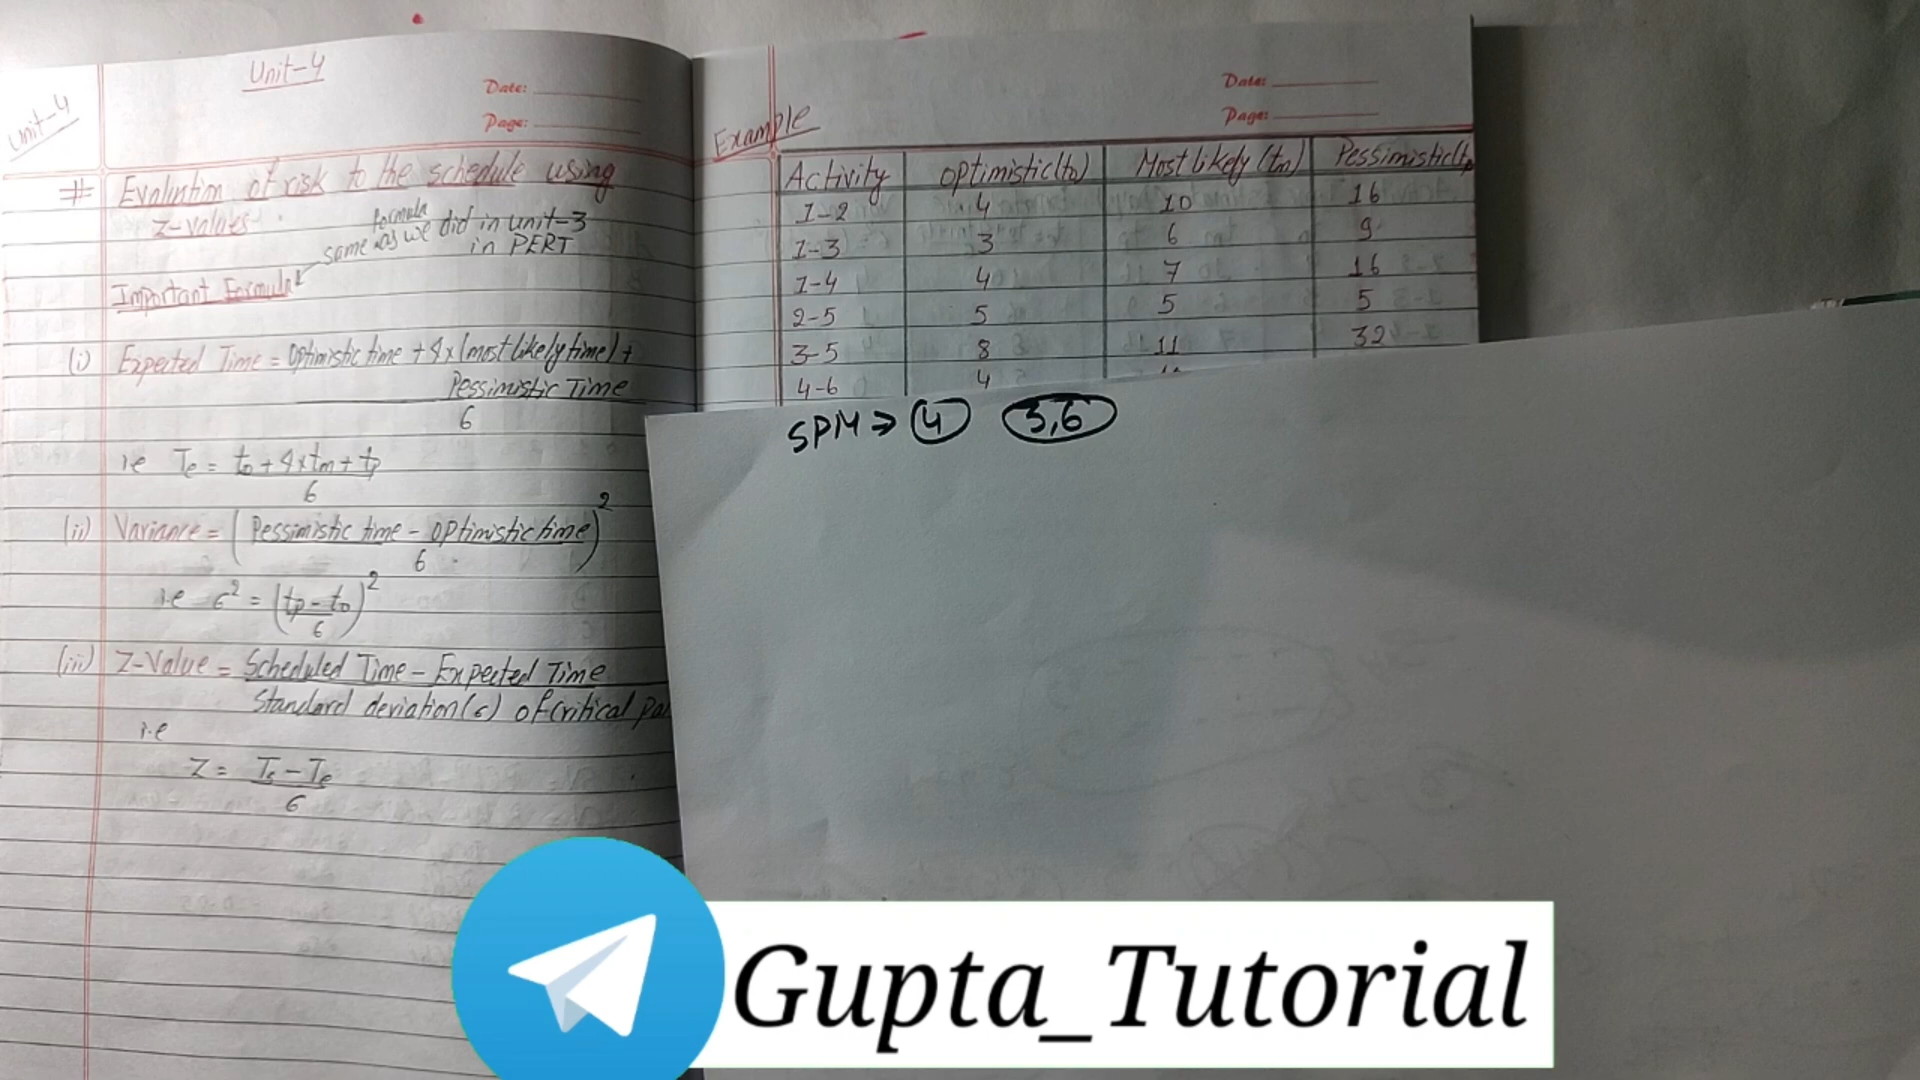 Unit-4
Unit-4
Date:
Page:
# Evalution of risk to the schedule using
Z-values.
formula
same as we did in unit-3
in PERT
Important Formula
(i) Expected Time = Optimistic time + 4x(most likely time) +
Pessimistic Time
6
ie Te = to + 4xtm + tp
6
(ii) Variance = (Pessimistic time - optimistic time)2
6
i.e σ2 = (tp - to)2
6
(iii) Z-Value = Scheduled Time - Expected Time
Standard deviation(σ) of critical pa
i.e
Z = Ts - Te
σ
Date:
Page:
Example
Activity optimistic(to) Most likely (tm) Pessimistic(tp
1-2 4 10 16
1-3 3 6 9
1-4 4 7 16
2-5 5 5 5
3-5 8 11 32
4-6 4
SPM → 4 3,6
Gupta_Tutorial